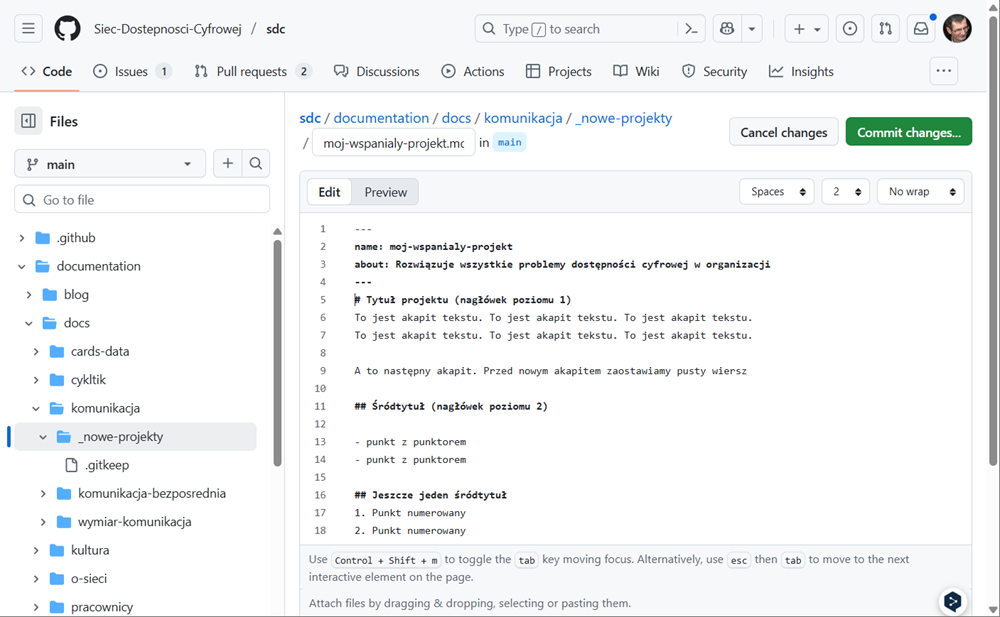 Siec-Dostepnosci-Cyfrowej / sdc
Type / to search
Code
Issues 1
Pull requests 2
Discussions
Actions
Projects
Wiki
Security
Insights
Files
main
Go to file
.github
documentation
blog
docs
cards-data
cykltik
komunikacja
_nowe-projekty
.gitkeep
komunikacja-bezposrednia
wymiar-komunikacja
kultura
o-sieci
pracownicy
sdc / documentation / docs / komunikacja / _nowe-projekty
/ moj-wspanialy-projekt.mc in main
Cancel changes
Commit changes...
Edit
Preview
Spaces
2
No wrap
1 ---
2 name: moj-wspanialy-projekt
3 about: Rozwiązuje wszystkie problemy dostępności cyfrowej w organizacji
4 ---
5 # Tytuł projektu (nagłówek poziomu 1)
6 To jest akapit tekstu. To jest akapit tekstu. To jest akapit tekstu.
7 To jest akapit tekstu. To jest akapit tekstu. To jest akapit tekstu.
8
9 A to następny akapit. Przed nowym akapitem zaostawiamy pusty wiersz
10
11 ## Śródtytuł (nagłówek poziomu 2)
12
13 - punkt z punktorem
14 - punkt z punktorem
15
16 ## Jeszcze jeden śródtytuł
17 1. Punkt numerowany
18 2. Punkt numerowany
Use Control + Shift + m to toggle the tab key moving focus. Alternatively, use esc then tab to move to the next
interactive element on the page.
Attach files by dragging & dropping, selecting or pasting them.